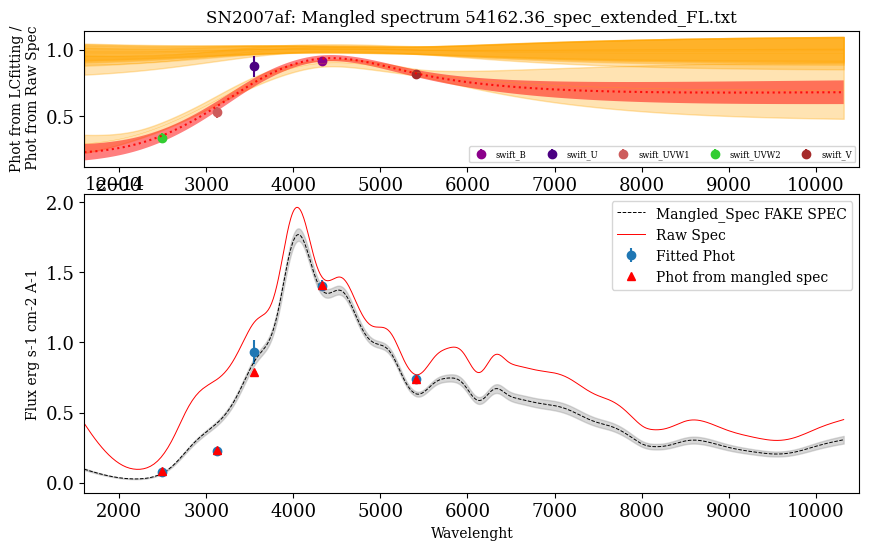 SN2007af: Mangled spectrum 54162.36_spec_extended_FL.txt
Phot from LCfitting /
Phot from Raw Spec
1.0
0.5
swift_B swift_U swift_UVW1 swift_UVW2 swift_V
2000 3000 4000 5000 6000 7000 8000 9000 10000
1e−14
Flux erg s-1 cm-2 A-1
2.0
1.5
1.0
0.5
0.0
Mangled_Spec FAKE SPEC
Raw Spec
Fitted Phot
Phot from mangled spec
2000 3000 4000 5000 6000 7000 8000 9000 10000
Wavelenght